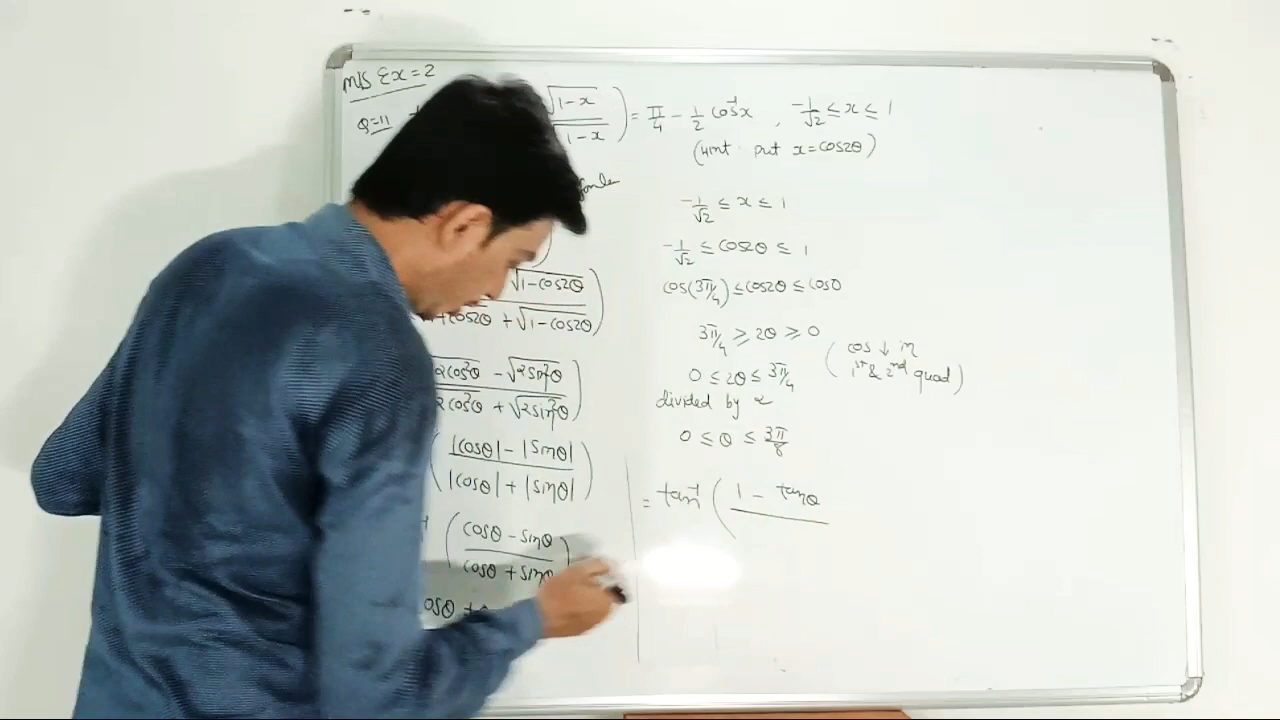 MIS Ex=2
Q=11 √1-x / 1-x) = π/4 - 1/2 cos⁻¹x , -1/√2 ≤ x ≤ 1
(Hint: put x=cos2θ)
√1-cos2θ
+cos2θ + √1-cos2θ)
2cos²θ - √2sin²θ
2cos²θ + √2sin²θ)
(|cosθ| - |sinθ|
|cosθ| + |sinθ|)
(cosθ - sinθ
cosθ + sinθ)
cosθ +
-1/√2 ≤ x ≤ 1
-1/√2 ≤ cos2θ ≤ 1
cos(3π/4) ≤ cos2θ ≤ cos0
3π/4 ≥ 2θ ≥ 0
(cos ↓ in
1st & 2nd quad)
0 ≤ 2θ ≤ 3π/4
divided by 2
0 ≤ θ ≤ 3π/8
= tan⁻¹ (1 - tanθ